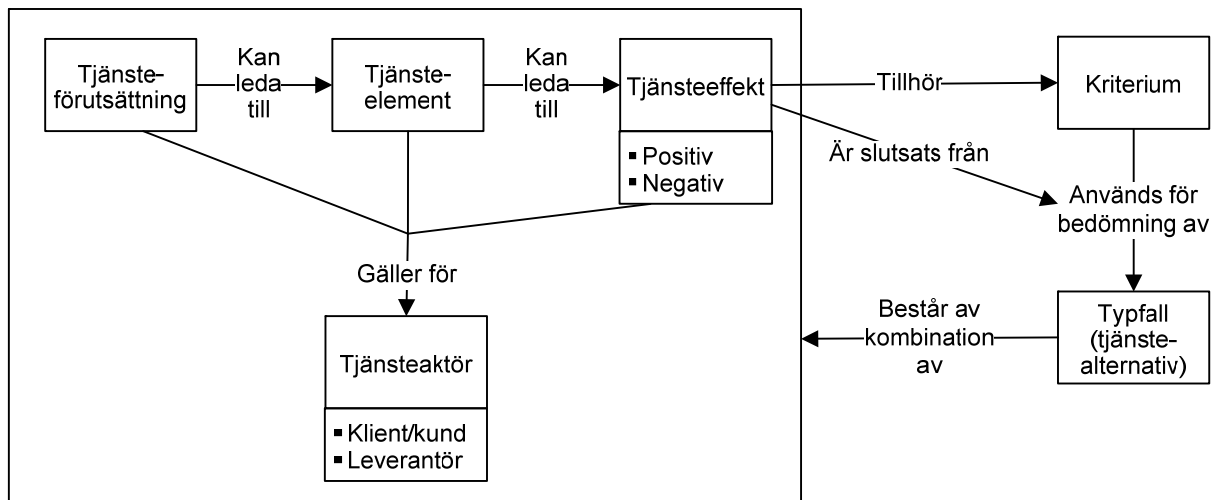 Tjänste-
förutsättning
Kan
leda
till
Tjänste-
element
Kan
leda
till
Tjänsteeffekt
▪ Positiv
▪ Negativ
Tillhör
Kriterium
Är slutsats från
Används för
bedömning av
Gäller för
Tjänsteaktör
▪ Klient/kund
▪ Leverantör
Består av
kombination
av
Typfall
(tjänste-
alternativ)